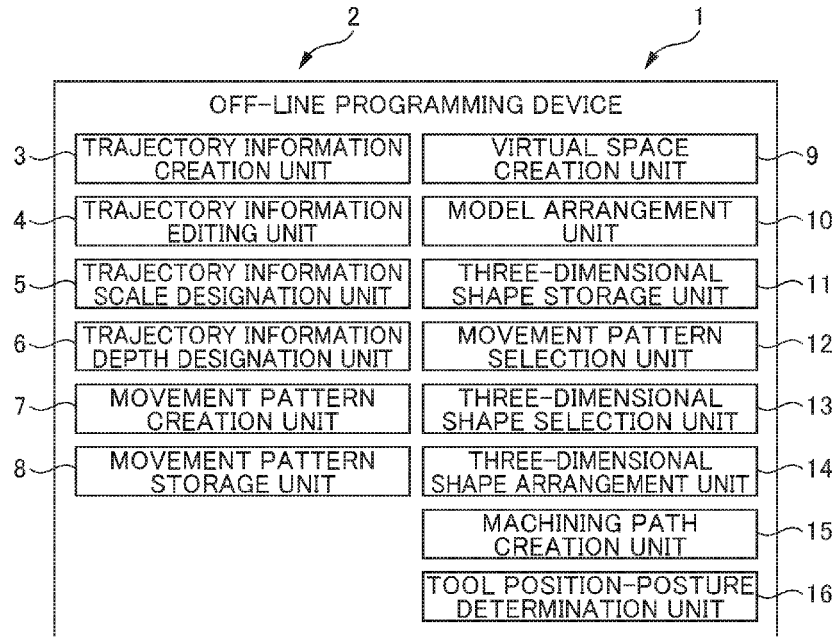 2
1
OFF-LINE PROGRAMMING DEVICE
3
TRAJECTORY INFORMATION
CREATION UNIT
4
TRAJECTORY INFORMATION
EDITING UNIT
5
TRAJECTORY INFORMATION
SCALE DESIGNATION UNIT
6
TRAJECTORY INFORMATION
DEPTH DESIGNATION UNIT
7
MOVEMENT PATTERN
CREATION UNIT
8
MOVEMENT PATTERN
STORAGE UNIT
VIRTUAL SPACE
CREATION UNIT
9
MODEL ARRANGEMENT
UNIT
10
THREE-DIMENSIONAL
SHAPE STORAGE UNIT
11
MOVEMENT PATTERN
SELECTION UNIT
12
THREE-DIMENSIONAL
SHAPE SELECTION UNIT
13
THREE-DIMENSIONAL
SHAPE ARRANGEMENT UNIT
14
MACHINING PATH
CREATION UNIT
15
TOOL POSITION-POSTURE
DETERMINATION UNIT
16